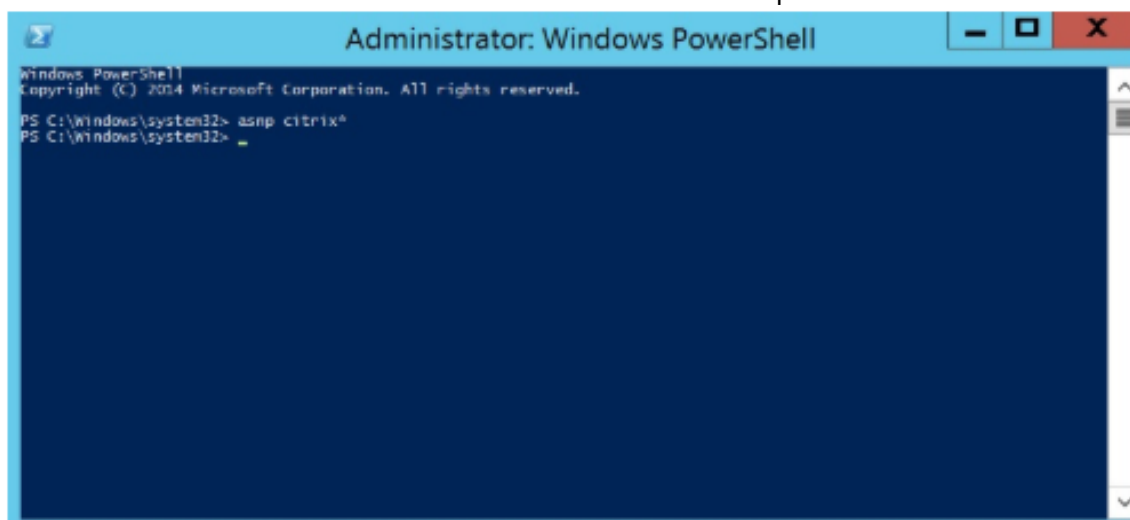 Administrator: Windows PowerShell
Windows PowerShell
Copyright (C) 2014 Microsoft Corporation. All rights reserved.
PS C:\Windows\system32> asnp citrix*
PS C:\Windows\system32> _